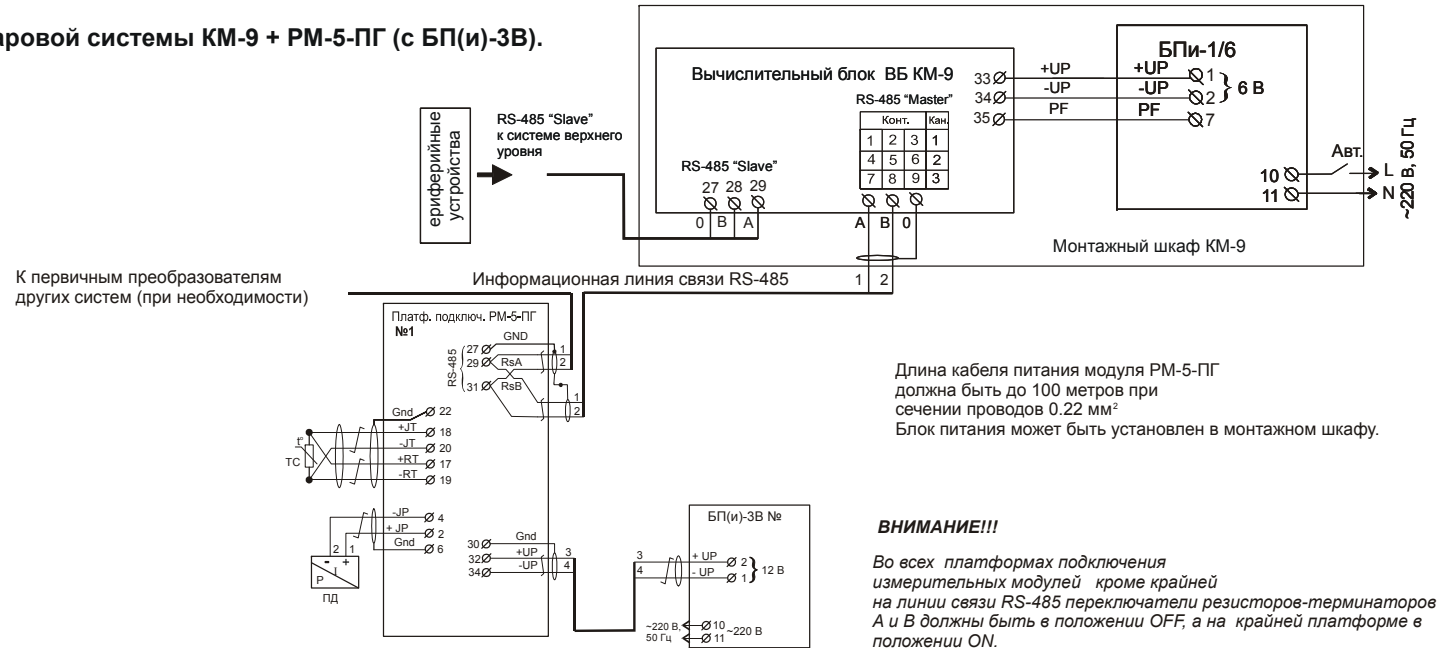 аровой системы КМ-9 + РМ-5-ПГ (с БП(и)-3В).
ериферийные
устройства
RS-485 “Slave”
к системе верхнего
уровня
Вычислительный блок ВБ КМ-9
RS-485 “Master”
Конт. Кан.
1 2 3 1
4 5 6 2
7 8 9 3
RS-485 “Slave”
27 28 29
0 B A
A B 0
33 +UP +UP 1
34 -UP -UP 2
35 PF PF 7
БПи-1/6
6 В
10
11
Авт.
L
N
~220 в, 50 Гц
Монтажный шкаф КМ-9
К первичным преобразователям
других систем (при необходимости)
Информационная линия связи RS-485
1 2
Платф. подключ. РМ-5-ПГ
№1
RS-485
27 GND
29 RsA
31 RsB
1
2
1
2
Gnd 22
+JT 18
-JT 20
+RT 17
-RT 19
t°
ТС
-JP 4
+ JP 2
Gnd 6
2 1
- +
I
P
ПД
30 Gnd
32 +UP 3
34 -UP 4
БП(и)-3В №
3 + UP 2
4 - UP 1
12 В
~220 В,
50 Гц
10
11
~220 В
Длина кабеля питания модуля РМ-5-ПГ
должна быть до 100 метров при
сечении проводов 0.22 мм²
Блок питания может быть установлен в монтажном шкафу.
ВНИМАНИЕ!!!
Во всех платформах подключения
измерительных модулей кроме крайней
на линии связи RS-485 переключатели резисторов-терминаторов
А и В должны быть в положении OFF, а на крайней платформе в
положении ON.